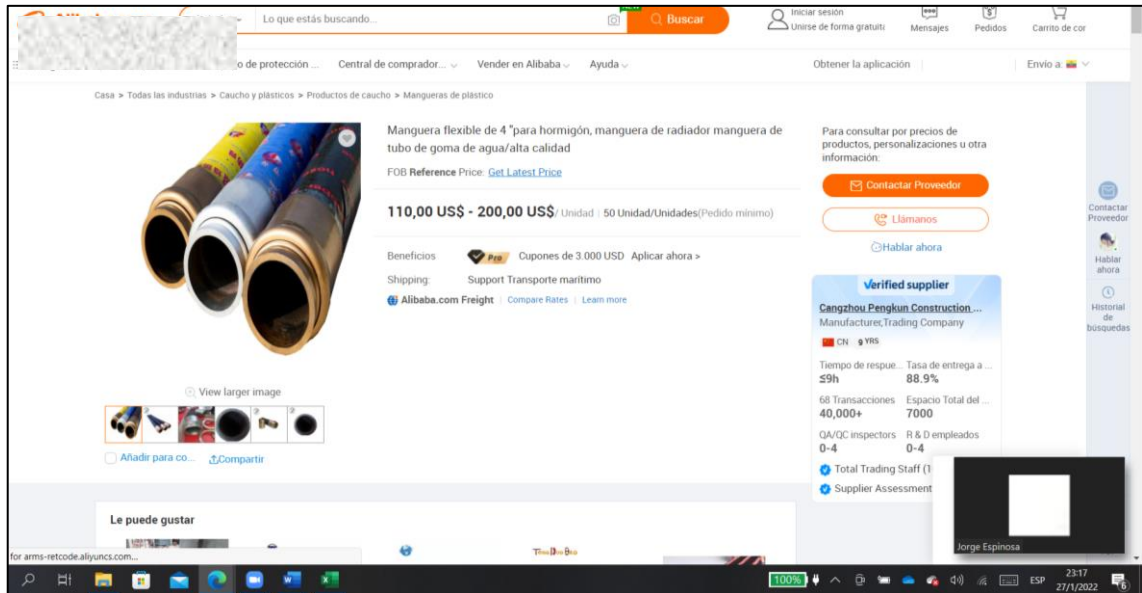 Lo que estás buscando...
Buscar
Iniciar sesión
Unirse de forma gratuita
Mensajes
Pedidos
Carrito de cor
o de protección ...
Central de comprador...
Vender en Alibaba
Ayuda
Obtener la aplicación
Envío a:
Casa > Todas las industrias > Caucho y plásticos > Productos de caucho > Mangueras de plástico
Manguera flexible de 4 "para hormigón, manguera de radiador manguera de
tubo de goma de agua/alta calidad
FOB Reference Price: Get Latest Price
110,00 US$ - 200,00 US$/ Unidad | 50 Unidad/Unidades(Pedido mínimo)
Beneficios
Pro
Cupones de 3.000 USD Aplicar ahora >
Shipping:
Support Transporte marítimo
Alibaba.com Freight | Compare Rates | Learn more
View larger image
Añadir para co...
Compartir
Para consultar por precios de
productos, personalizaciones u otra
información:
Contactar Proveedor
Llámanos
Hablar ahora
Verified supplier
Cangzhou Pengkun Construction ...
Manufacturer,Trading Company
CN 9 YRS
Tiempo de respue... Tasa de entrega a ...
≤9h 88.9%
68 Transacciones Espacio Total del ...
40,000+ 7000
QA/QC inspectors R & D empleados
0-4 0-4
Total Trading Staff (1
Supplier Assessment
Contactar
Proveedor
Hablar
ahora
Historial
de
búsquedas
Le puede gustar
for arms-retcode.aliyuncs.com...
Jorge Espinosa
100%
ESP
23:17
27/1/2022
6